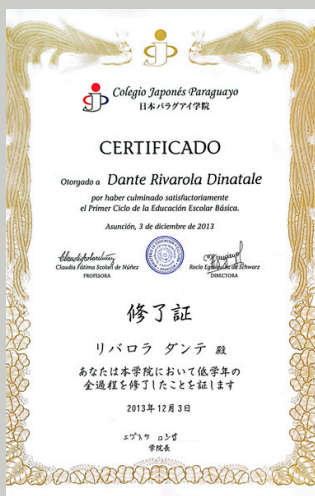 Colegio Japonés Paraguayo
日本パラグアイ学院
CERTIFICADO
Otorgado a Dante Rivarola Dinatale
por haber culminado satisfactoriamente
el Primer Ciclo de la Educación Escolar Básica.
Asunción, 3 de diciembre de 2013
Claudia Fátima Scolari de Núñez
PROFESORA
Rocío Eguiguren de Schwarz
DIRECTORA
修了証
リバロラ ダンテ 殿
あなたは本学院において低学年の
全過程を修了したことを証します
2013年12月3日
学院長